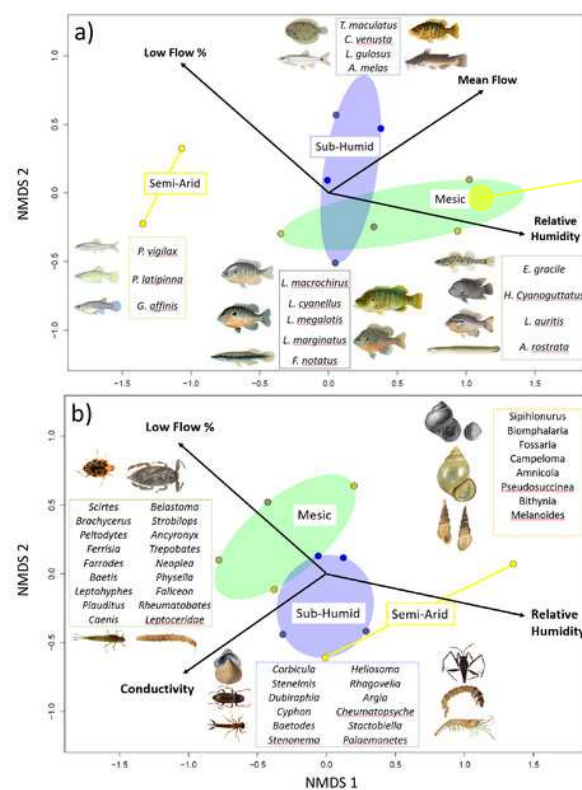 a)
Low Flow %
T. maculatus
C. venusta
L. gulosus
A. melas
Mean Flow
Sub-Humid
Semi-Arid
Mesic
Relative
Humidity
P. vigilax
P. latipinna
G. affinis
L. macrochirus
L. cyanellus
L. megalotis
L. marginatus
F. notatus
E. gracile
H. Cyanoguttatus
L. auritis
A. rostrata
NMDS 2
1.0
0.5
0.0
-0.5
-1.0
-1.5
-1.0
-0.5
0.0
0.5
1.0
1.5
b)
Low Flow %
Mesic
Sub-Humid
Semi-Arid
Relative
Humidity
Conductivity
Scirtes Belastoma
Brachycerus Strobilops
Peltodytes Ancyronyx
Ferrisia Trepobates
Farrodes Neoplea
Baetis Physella
Leptohyphes Fallceon
Plauditus Rheumatobates
Caenis Leptoceridae
Siphlonurus
Biomphalaria
Fossaria
Campeloma
Amnicola
Pseudosuccinea
Bithynia
Melanoides
Corbicula Heliosoma
Stenelmis Rhagovelia
Dubiraphia Argia
Cyphon Cheumatopsyche
Baetodes Stactobiella
Stenonema Palaemonetes
NMDS 2
1.0
0.5
0.0
-0.5
-1.0
-1.5
-1.0
-0.5
0.0
0.5
1.0
1.5
NMDS 1